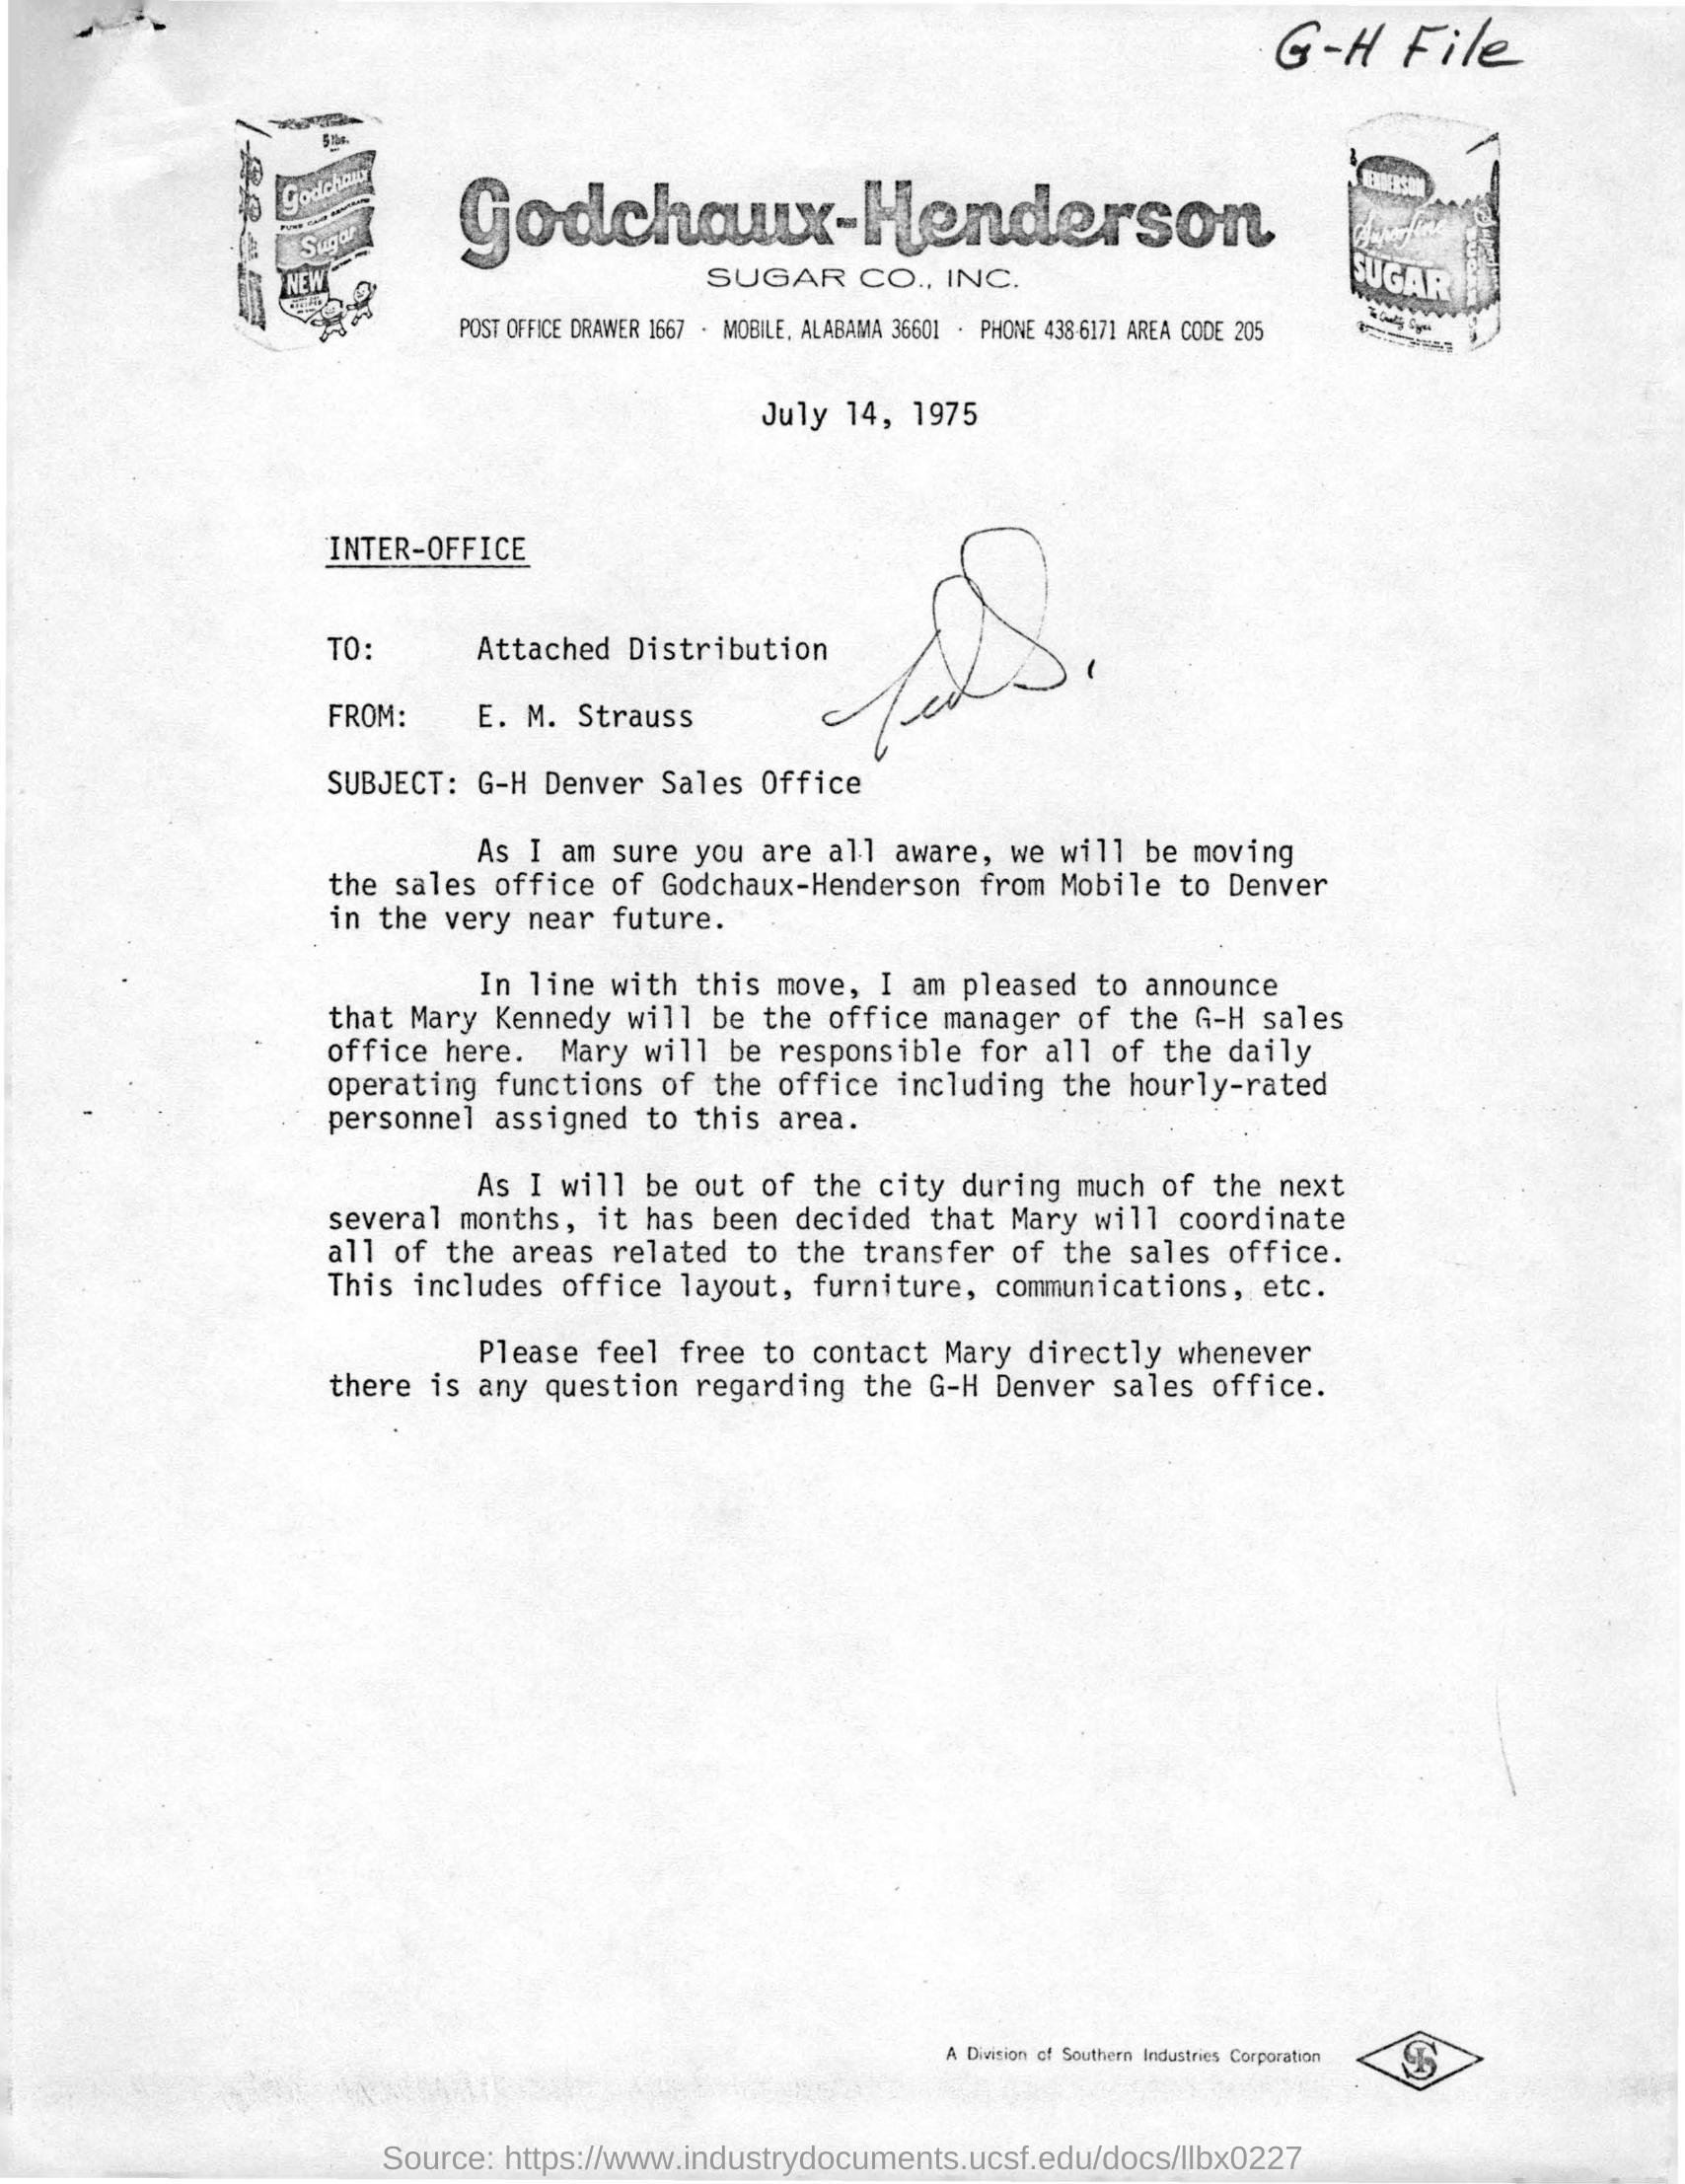 G-H File
5 lbs.
Godchaux
Sugar
NEW
HENDERSON
Superfine
SUGAR
Godchaux-Henderson
SUGAR CO., INC.
POST OFFICE DRAWER 1667 · MOBILE, ALABAMA 36601 · PHONE 438-6171 AREA CODE 205
July 14, 1975
INTER-OFFICE
TO: Attached Distribution
FROM: E. M. Strauss
SUBJECT: G-H Denver Sales Office
As I am sure you are all aware, we will be moving
the sales office of Godchaux-Henderson from Mobile to Denver
in the very near future.
In line with this move, I am pleased to announce
that Mary Kennedy will be the office manager of the G-H sales
office here. Mary will be responsible for all of the daily
operating functions of the office including the hourly-rated
personnel assigned to this area.
As I will be out of the city during much of the next
several months, it has been decided that Mary will coordinate
all of the areas related to the transfer of the sales office.
This includes office layout, furniture, communications, etc.
Please feel free to contact Mary directly whenever
there is any question regarding the G-H Denver sales office.
A Division of Southern Industries Corporation
Source: https://www.industrydocuments.ucsf.edu/docs/llbx0227